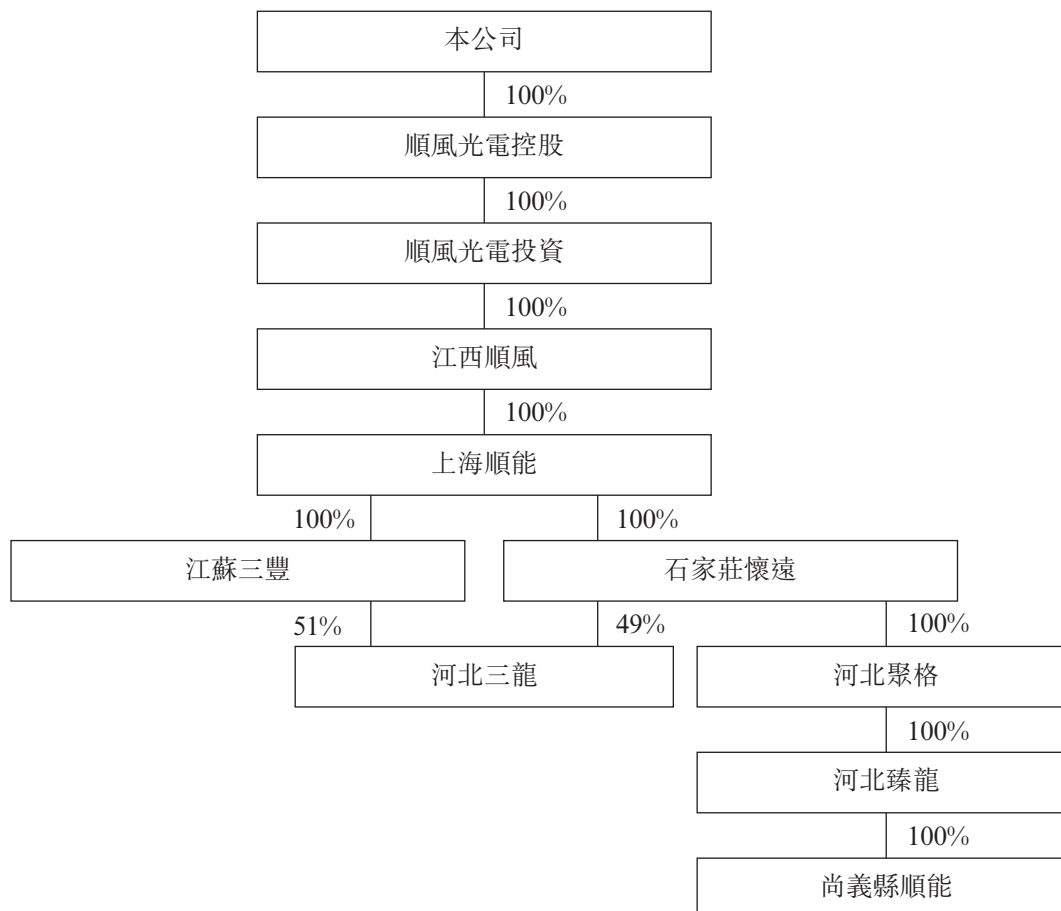 本公司
100%
順風光電控股
100%
順風光電投資
100%
江西順風
100%
上海順能
100%
100%
江蘇三豐
石家莊懷遠
51%
49%
100%
河北三龍
河北聚格
100%
河北臻龍
100%
尚義縣順能